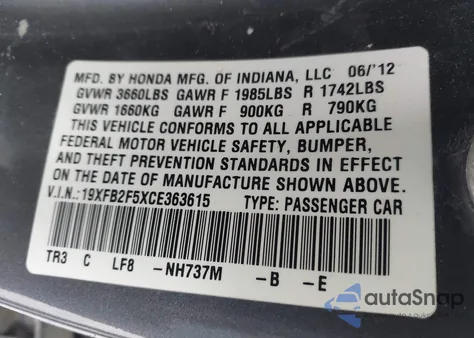 MFD. BY HONDA MFG. OF INDIANA, LLC 06/'12
GVWR 3660LBS GAWR F 1985LBS R 1742LBS
GVWR 1660KG GAWR F 900KG R 790KG
THIS VEHICLE CONFORMS TO ALL APPLICABLE
FEDERAL MOTOR VEHICLE SAFETY, BUMPER,
AND THEFT PREVENTION STANDARDS IN EFFECT
ON THE DATE OF MANUFACTURE SHOWN ABOVE.
V.I.N.:19XFB2F5XCE363615 TYPE: PASSENGER CAR
TR3 C LF8 -NH737M -B -E
autoSnap